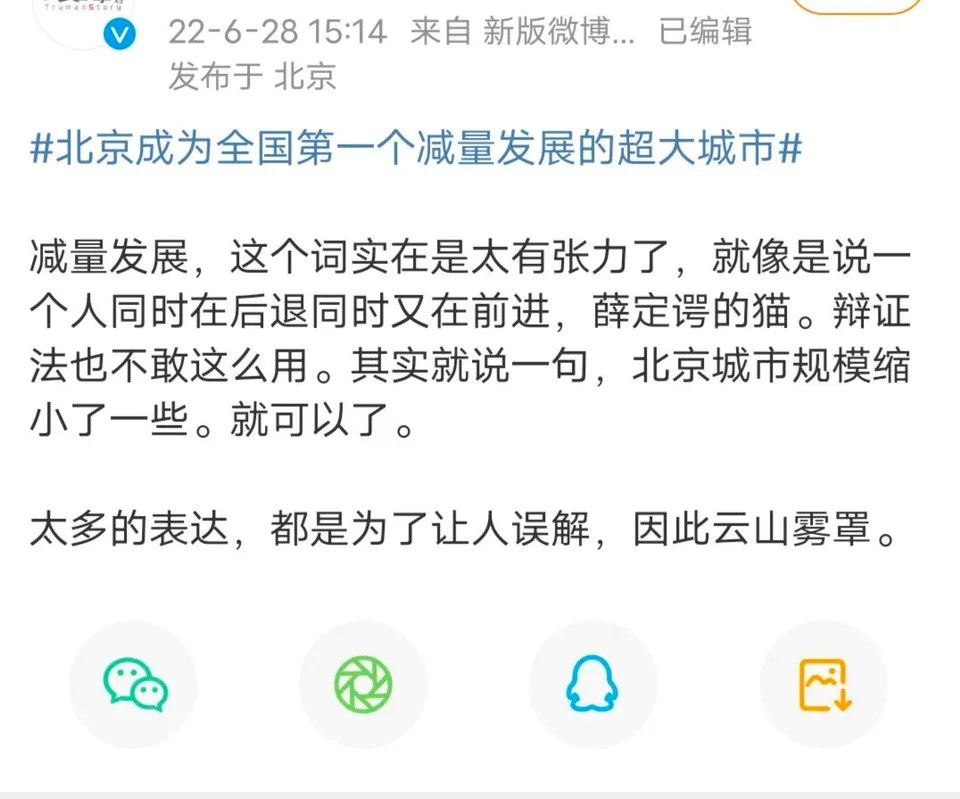 TrumanStory
22-6-28 15:14 来自 新版微博... 已编辑
发布于 北京
#北京成为全国第一个减量发展的超大城市#
减量发展，这个词实在是太有张力了，就像是说一
个人同时在后退同时又在前进，薛定谔的猫。辩证
法也不敢这么用。其实就说一句，北京城市规模缩
小了一些。就可以了。
太多的表达，都是为了让人误解，因此云山雾罩。